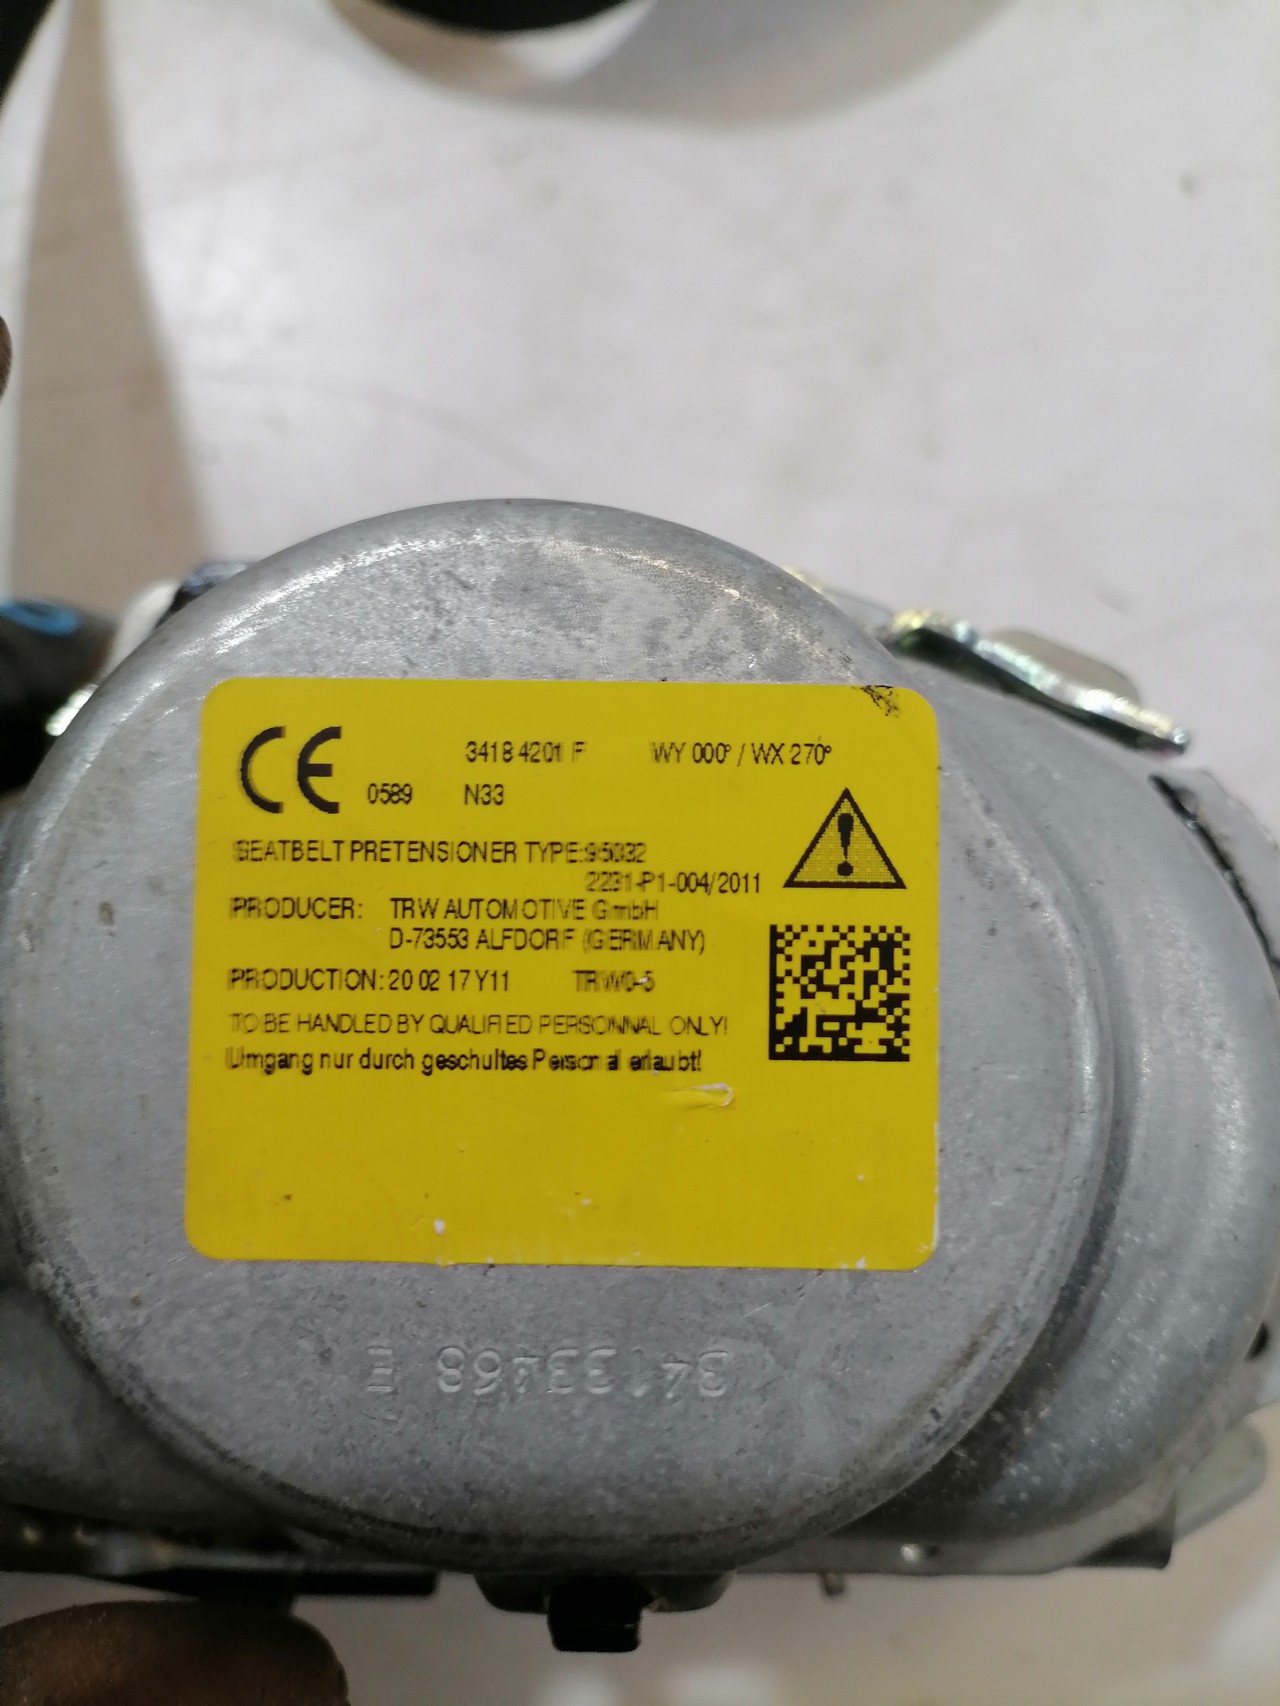 CE 0589
3418 4201 F WY 000° / WX 270°
N33
SEATBELT PRETENSIONER TYPE:95032
2231-P1-004/2011
PRODUCER: TRW AUTOMOTIVE GmbH
D-73553 ALFDORF (GERMANY)
PRODUCTION: 20 02 17 Y11 TRW0-5
TO BE HANDLED BY QUALIFIED PERSONNAL ONLY!
Umgang nur durch geschultes Personal erlaubt!
34133468 E